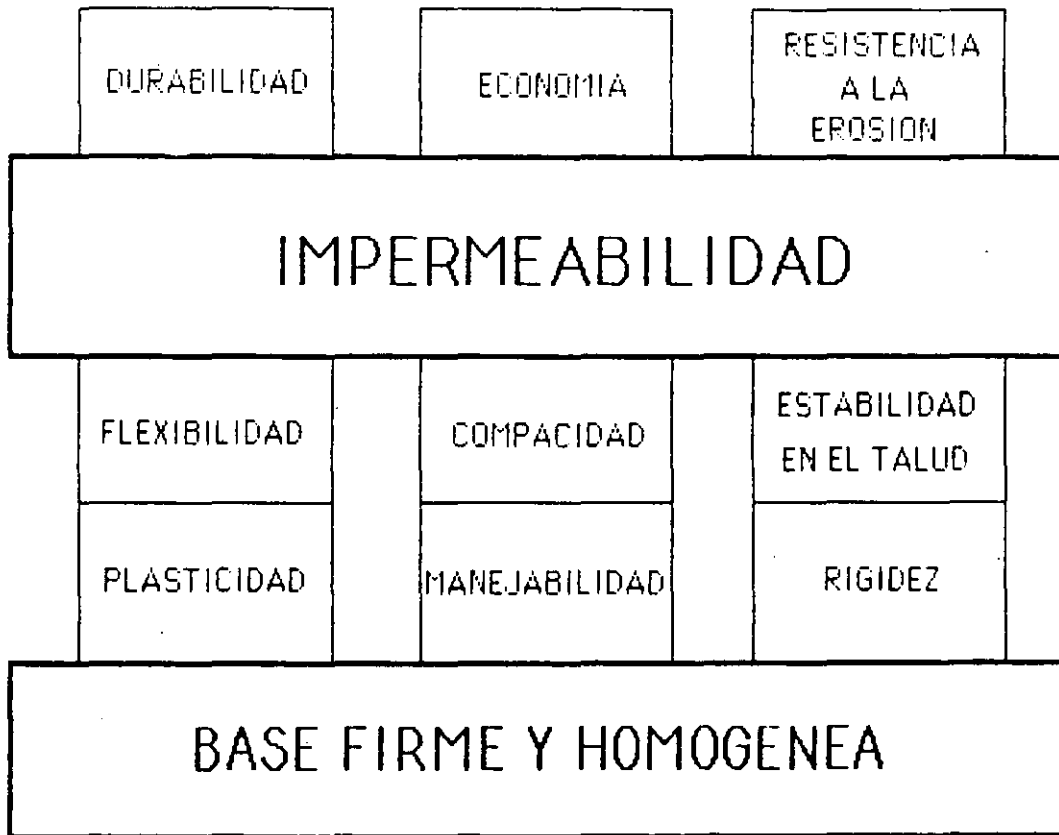 DURABILIDAD
ECONOMIA
RESISTENCIA
A LA
EROSION
IMPERMEABILIDAD
FLEXIBILIDAD
COMPACIDAD
ESTABILIDAD
EN EL TALUD
PLASTICIDAD
MANEJABILIDAD
RIGIDEZ
BASE FIRME Y HOMOGENEA